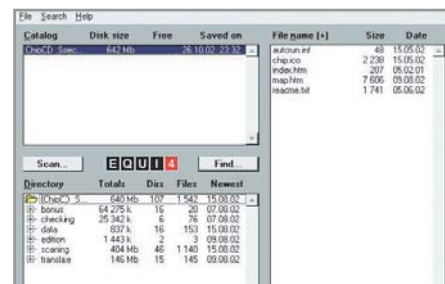 File Search Help
Catalog Disk size Free Saved on
642 Mb 26.10.02 23:32
Scan... EQUI4 Find...
Directory Totals Dirs Files Newest
640 Mb 107 1 542 15.08.02
bonus 64 275 k 16 20 07.08.02
checking 25 342 k 6 76 07.08.02
data 837 k 16 153 15.08.02
edition 1 443 k 2 3 09.08.02
scaning 404 Mb 46 1 140 15.08.02
translate 146 Mb 15 145 09.08.02
File name [+] Size Date
autorun.inf 48 15.05.02
chip.ico 2 238 15.05.02
index.htm 207 05.02.01
map.htm 7 606 09.08.02
readme.txt 1 741 05.06.02